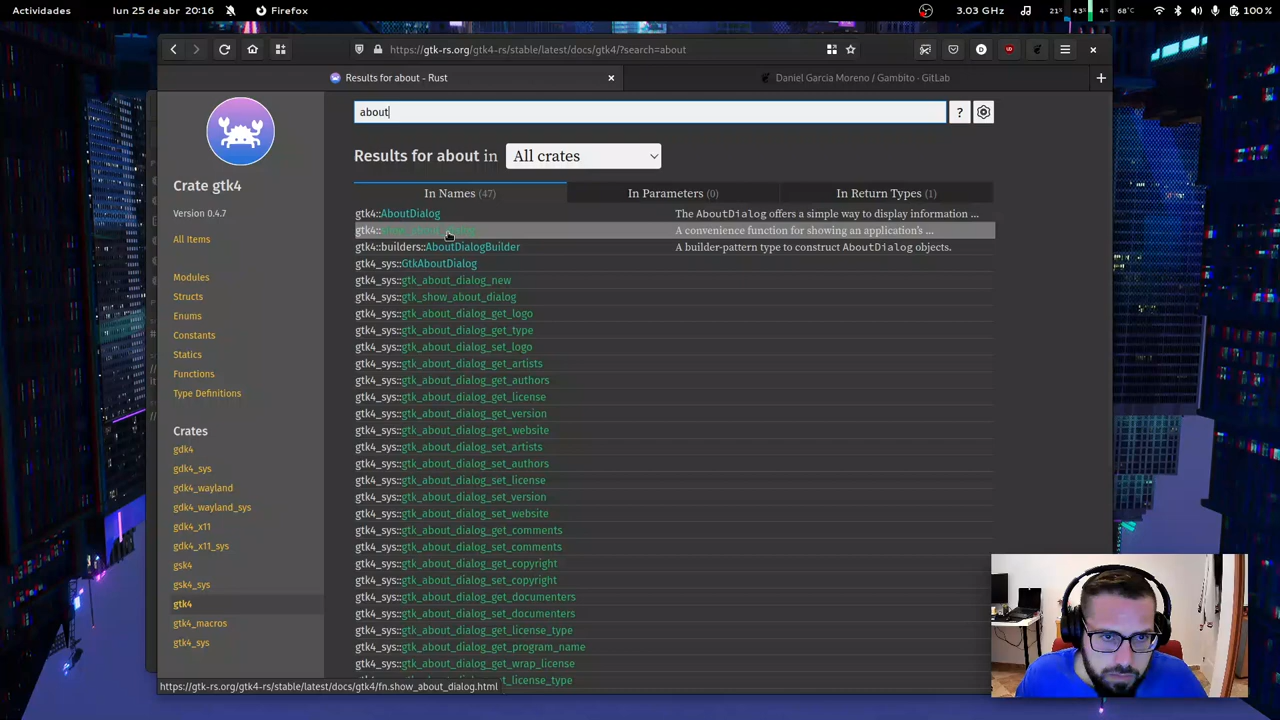 Actividades
lun 25 de abr 20:16
Firefox
3.03 GHz
21%
43%
4%
68°C
100 %
https://gtk-rs.org/gtk4-rs/stable/latest/docs/gtk4/?search=about
Results for about - Rust
Daniel Garcia Moreno / Gambito · GitLab
about
?
Results for about in All crates
Crate gtk4
Version 0.4.7
All Items
Modules
Structs
Enums
Constants
Statics
Functions
Type Definitions
Crates
gdk4
gdk4_sys
gdk4_wayland
gdk4_wayland_sys
gdk4_x11
gdk4_x11_sys
gsk4
gsk4_sys
gtk4
gtk4_macros
gtk4_sys
In Names (47)
In Parameters (0)
In Return Types (1)
gtk4::AboutDialog The AboutDialog offers a simple way to display information ...
gtk4::show_about_dialog A convenience function for showing an application's ...
gtk4::builders::AboutDialogBuilder A builder-pattern type to construct AboutDialog objects.
gtk4_sys::GtkAboutDialog
gtk4_sys::gtk_about_dialog_new
gtk4_sys::gtk_show_about_dialog
gtk4_sys::gtk_about_dialog_get_logo
gtk4_sys::gtk_about_dialog_get_type
gtk4_sys::gtk_about_dialog_set_logo
gtk4_sys::gtk_about_dialog_get_artists
gtk4_sys::gtk_about_dialog_get_authors
gtk4_sys::gtk_about_dialog_get_license
gtk4_sys::gtk_about_dialog_get_version
gtk4_sys::gtk_about_dialog_get_website
gtk4_sys::gtk_about_dialog_set_artists
gtk4_sys::gtk_about_dialog_set_authors
gtk4_sys::gtk_about_dialog_set_license
gtk4_sys::gtk_about_dialog_set_version
gtk4_sys::gtk_about_dialog_set_website
gtk4_sys::gtk_about_dialog_get_comments
gtk4_sys::gtk_about_dialog_set_comments
gtk4_sys::gtk_about_dialog_get_copyright
gtk4_sys::gtk_about_dialog_set_copyright
gtk4_sys::gtk_about_dialog_get_documenters
gtk4_sys::gtk_about_dialog_set_documenters
gtk4_sys::gtk_about_dialog_get_license_type
gtk4_sys::gtk_about_dialog_get_program_name
gtk4_sys::gtk_about_dialog_get_wrap_license
https://gtk-rs.org/gtk4-rs/stable/latest/docs/gtk4/fn.show_about_dialog.html